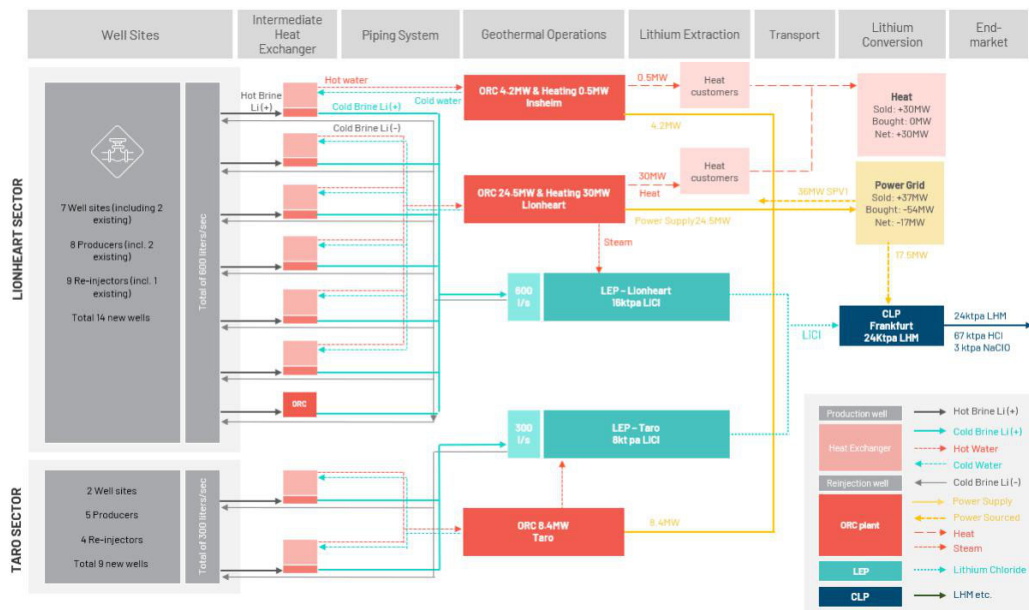 Well Sites
Intermediate
Heat
Exchanger
Piping System
Geothermal Operations
Lithium Extraction
Transport
Lithium
Conversion
End-
market
LIONHEART SECTOR
7 Well sites (including 2
existing)
8 Producers (incl. 2
existing)
9 Re-injectors (incl. 1
existing)
Total 14 new wells
Total of 600 liters/sec
Hot Brine
Li (+)
Hot water
Cold water
Cold Brine Li (+)
Cold Brine Li (-)
ORC
ORC 4.2MW & Heating 0.5MW
Insheim
0.5MW
4.2MW
Heat
customers
ORC 24.5MW & Heating 30MW
Lionheart
30MW
Heat
Power Supply 24.5MW
Heat
customers
Steam
Heat
Sold: +30MW
Bought: 0MW
Net: +30MW
36MW SPV1
Power Grid
Sold: +37MW
Bought: -54MW
Net: -17MW
17.5MW
600
l/s
LEP - Lionheart
16ktpa LiCl
LiCl
CLP
Frankfurt
24Ktpa LHM
24ktpa LHM
67 ktpa HCl
3 ktpa NaClO
300
l/s
LEP - Taro
8kt pa LiCl
TARO SECTOR
2 Well sites
5 Producers
4 Re-injectors
Total 9 new wells
Total of 300 liters/sec
ORC 8.4MW
Taro
8.4MW
Production well
Heat Exchanger
Reinjection well
ORC plant
LEP
CLP
Hot Brine Li (+)
Cold Brine Li (+)
Hot Water
Cold Water
Cold Brine Li (-)
Power Supply
Power Sourced
Heat
Steam
Lithium Chloride
LHM etc.